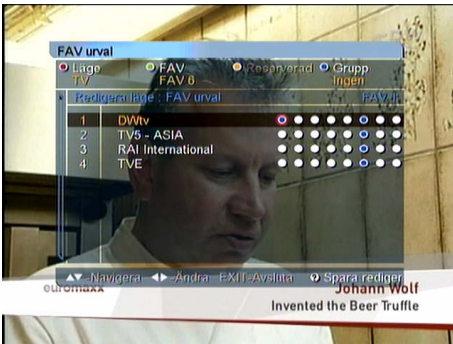 FAV urval
Läge FAV Reserverad Grupp
TV FAV 6 Ingen
Redigera läge : FAV urval FAV 1
1 DWtv
2 TV5 - ASIA
3 RAI International
4 TVE
-Navigera -Ändra EXIT-Avsluta Spara rediger
euromaxx
Johann Wolf
Invented the Beer Truffle